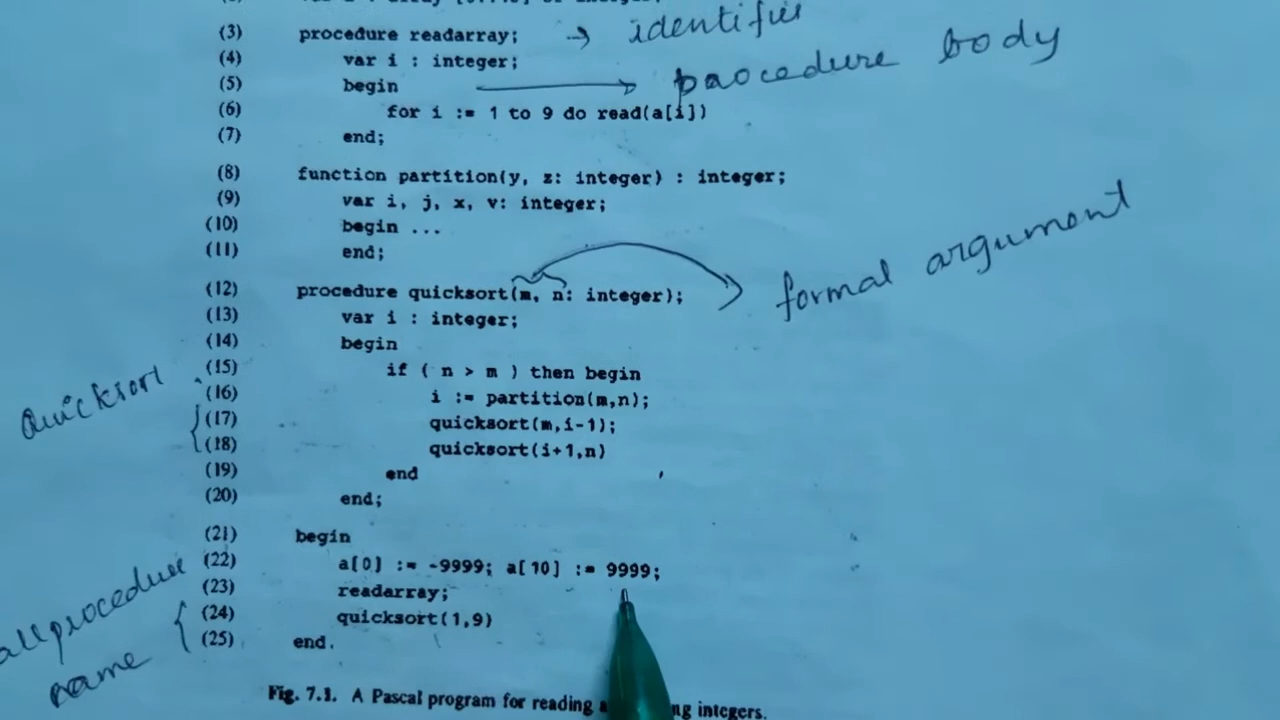 (3) procedure readarray; → identifier
(4) var i : integer;
(5) begin → procedure body
(6) for i := 1 to 9 do read(a[i])
(7) end;
(8) function partition(y, z: integer) : integer;
(9) var i, j, x, v: integer;
(10) begin ...
(11) end;
(12) procedure quicksort(m, n: integer); formal argument
(13) var i : integer;
(14) begin
(15) if ( n > m ) then begin
Quicksort
(16) i := partition(m,n);
(17) quicksort(m,i-1);
(18) quicksort(i+1,n)
(19) end
(20) end;
(21) begin
(22) a[0] := -9999; a[10] := 9999;
(23) readarray;
procedure
(24) quicksort(1,9)
name
(25) end.
Fig. 7.1. A Pascal program for reading integers.